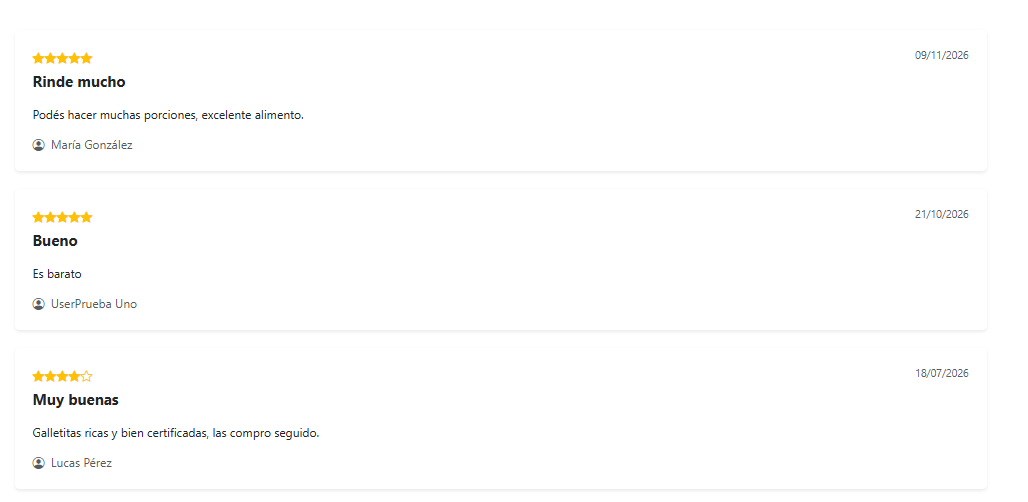 09/11/2026
Rinde mucho
Podés hacer muchas porciones, excelente alimento.
María González
21/10/2026
Bueno
Es barato
UserPrueba Uno
18/07/2026
Muy buenas
Galletitas ricas y bien certificadas, las compro seguido.
Lucas Pérez